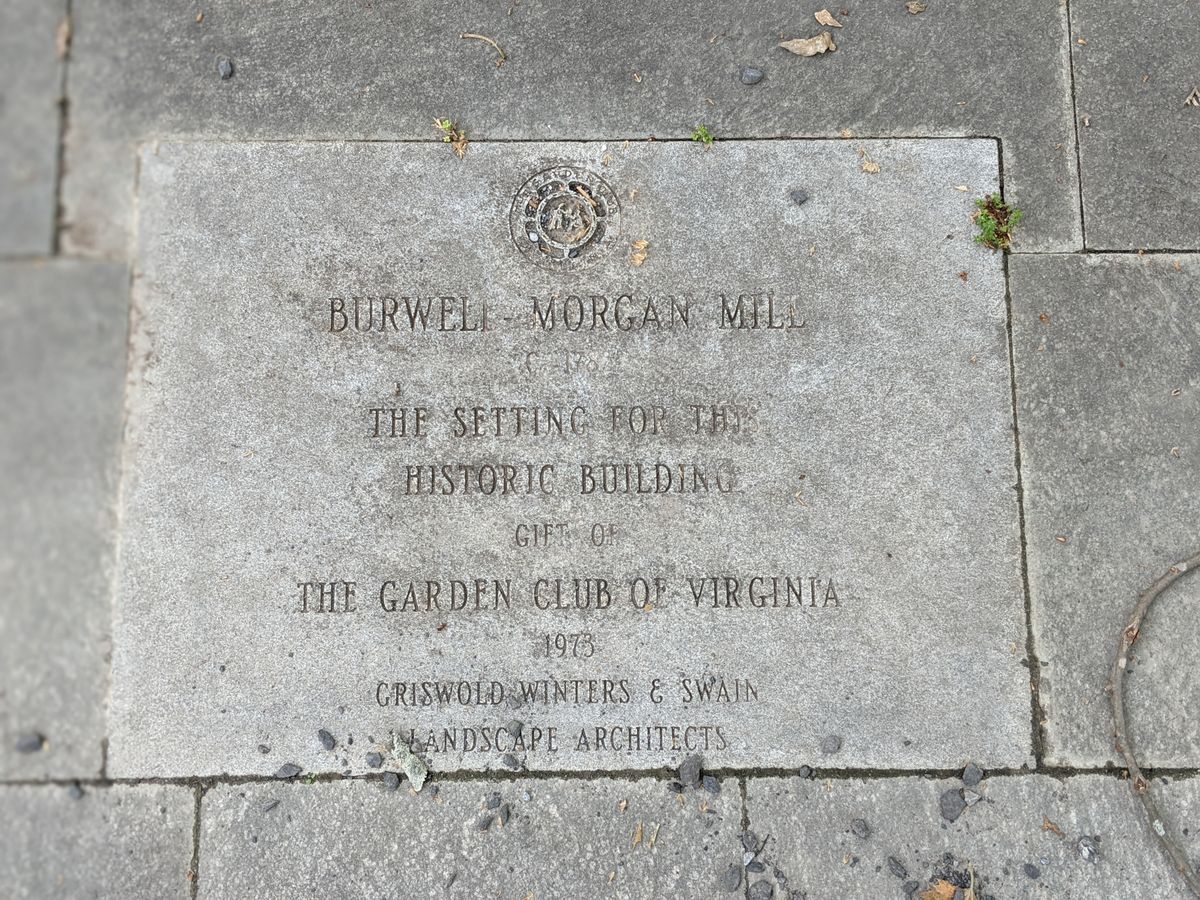 BURWELL-MORGAN MILL
C 1782
THE SETTING FOR THIS
HISTORIC BUILDING
GIFT OF
THE GARDEN CLUB OF VIRGINIA
1973
GRISWOLD, WINTERS & SWAIN
LANDSCAPE ARCHITECTS